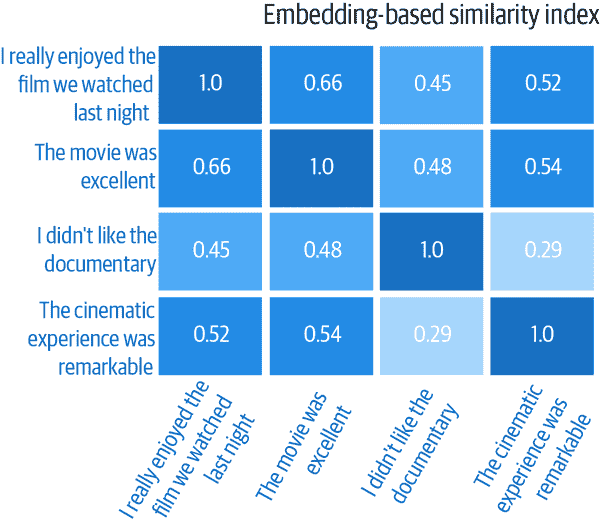 Embedding-based similarity index
I really enjoyed the
film we watched
last night
1.0
0.66
0.45
0.52
The movie was
excellent
0.66
1.0
0.48
0.54
I didn't like the
documentary
0.45
0.48
1.0
0.29
The cinematic
experience was
remarkable
0.52
0.54
0.29
1.0
I really enjoyed the
film we watched
last night
The movie was
excellent
I didn't like the
documentary
The cinematic
experience was
remarkable